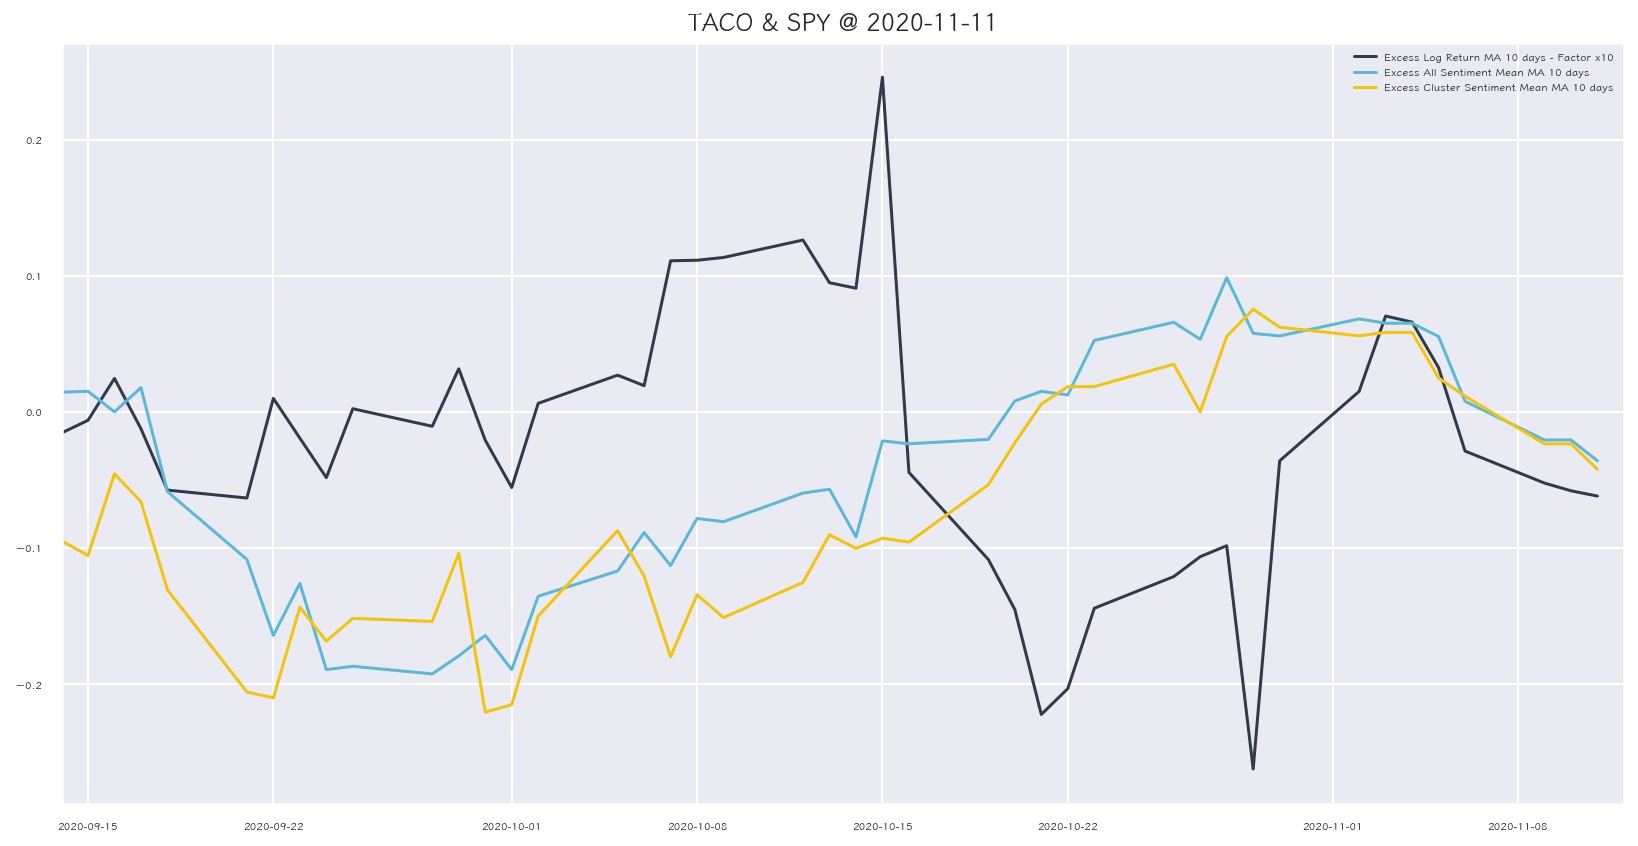 TACO & SPY @ 2020-11-11
Excess Log Return MA 10 days - Factor x10
Excess All Sentiment Mean MA 10 days
Excess Cluster Sentiment Mean MA 10 days
0.2
0.1
0.0
−0.1
−0.2
2020-09-15 2020-09-22 2020-10-01 2020-10-08 2020-10-15 2020-10-22 2020-11-01 2020-11-08